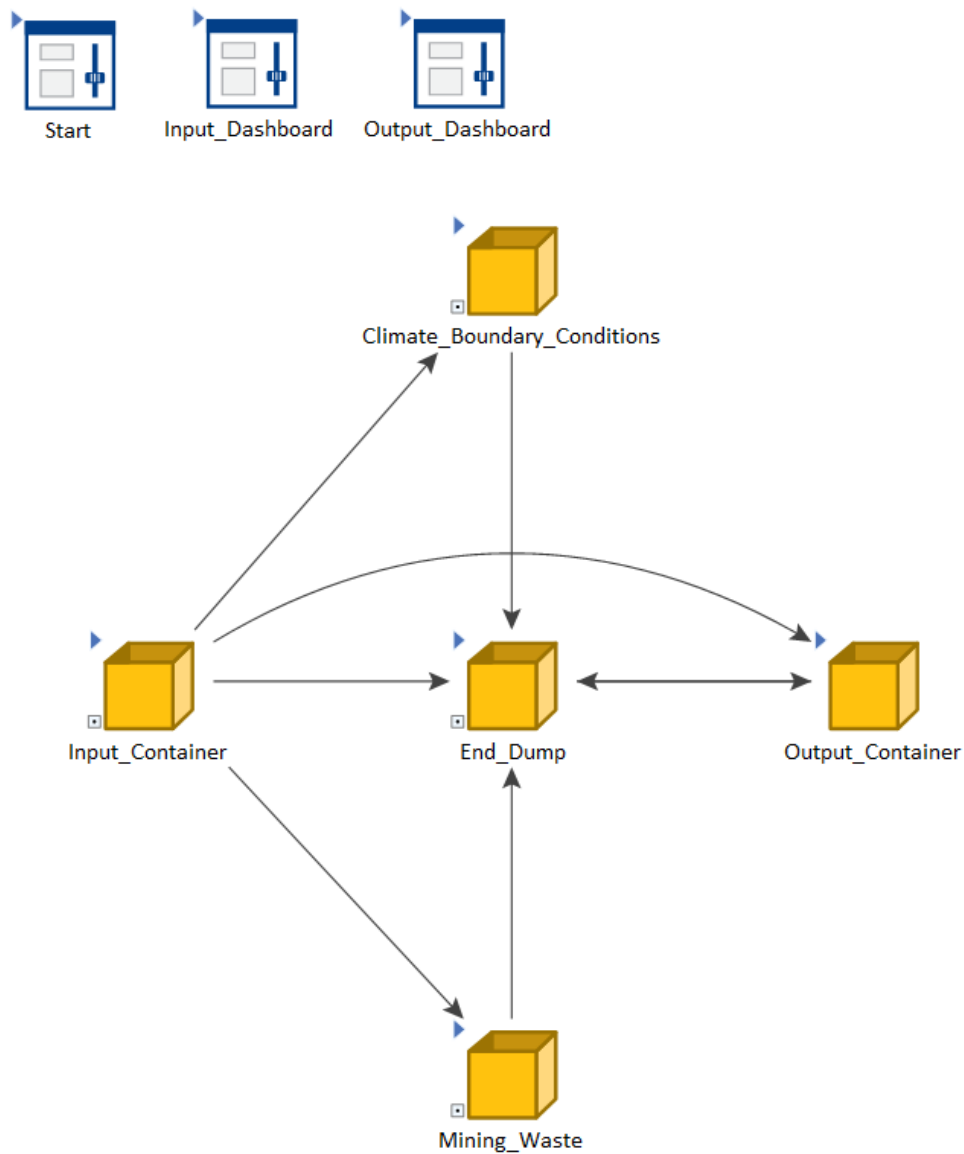 Start
Input_Dashboard
Output_Dashboard
Climate_Boundary_Conditions
Input_Container
End_Dump
Output_Container
Mining_Waste